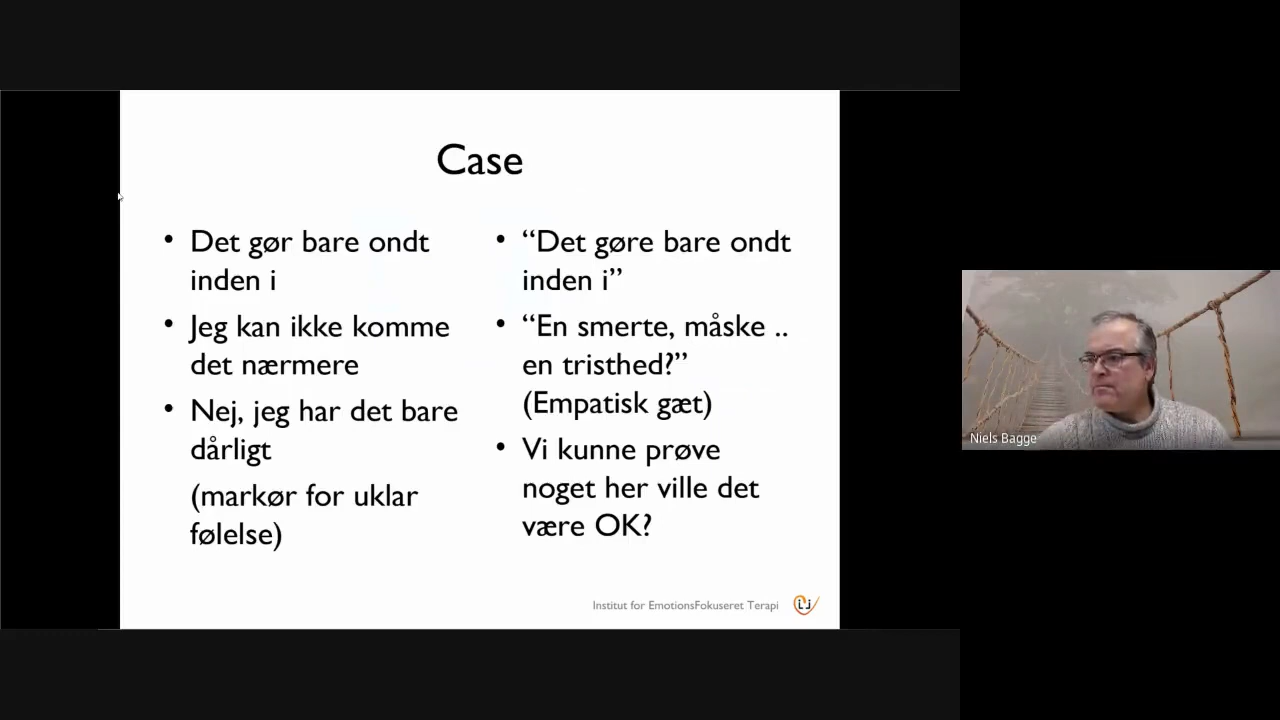 Case
• Det gør bare ondt
inden i
• Jeg kan ikke komme
det nærmere
• Nej, jeg har det bare
dårligt
(markør for uklar
følelse)
• “Det gøre bare ondt
inden i”
• “En smerte, måske ..
en tristhed?”
(Empatisk gæt)
• Vi kunne prøve
noget her ville det
være OK?
Institut for EmotionsFokuseret Terapi
Niels Bagge